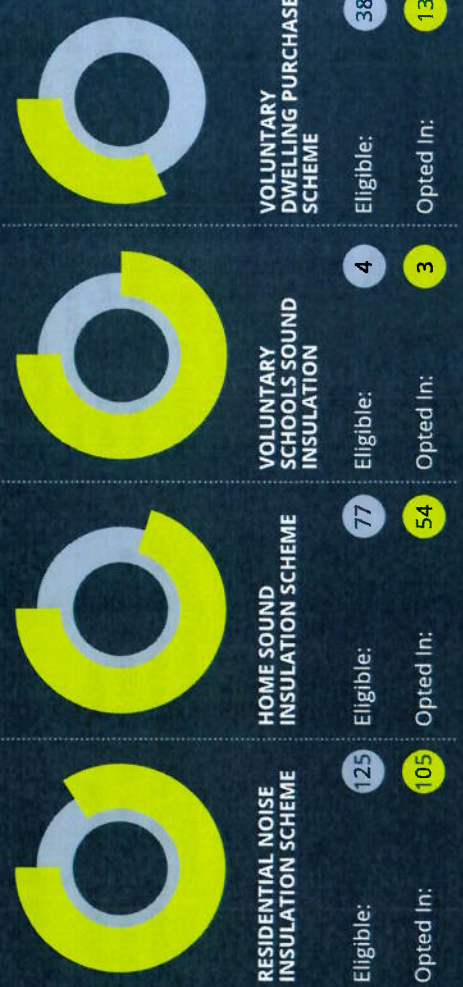 RESIDENTIAL NOISE
INSULATION SCHEME
Eligible: 125
Opted In: 105
HOME SOUND
INSULATION SCHEME
Eligible: 77
Opted In: 54
VOLUNTARY
SCHOOLS SOUND
INSULATION
Eligible: 4
Opted In: 3
VOLUNTARY
DWELLING PURCHASE
SCHEME
Eligible: 38
Opted In: 13